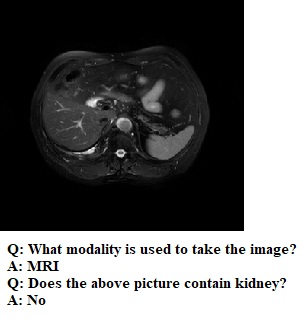 Q: What modality is used to take the image?
A: MRI
Q: Does the above picture contain kidney?
A: No